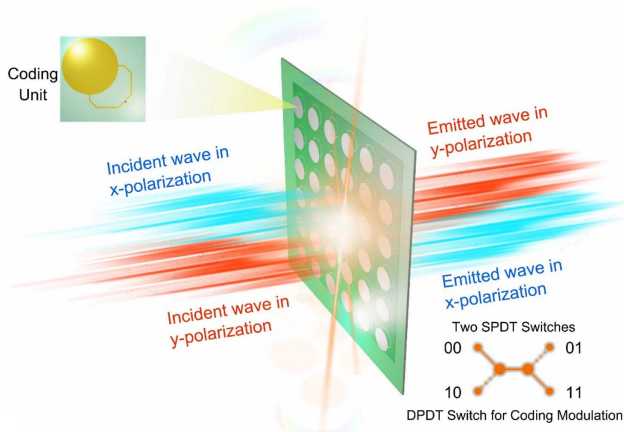 Coding
Unit
Incident wave in
x-polarization
Emitted wave in
y-polarization
Incident wave in
y-polarization
Emitted wave in
x-polarization
Two SPDT Switches
00 01
10 11
DPDT Switch for Coding Modulation